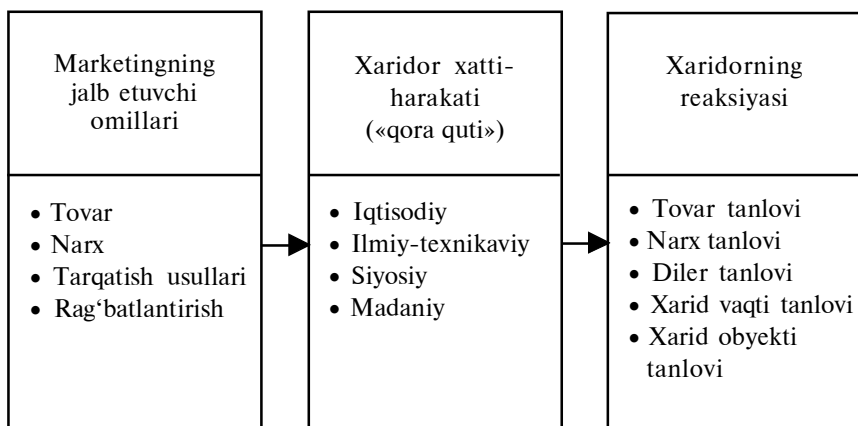 Marketingning
jalb etuvchi
omillari
• Tovar
• Narx
• Tarqatish usullari
• Rag‘batlantirish
Xaridor xatti-
harakati
(«qora quti»)
• Iqtisodiy
• Ilmiy-texnikaviy
• Siyosiy
• Madaniy
Xaridorning
reaksiyasi
• Tovar tanlovi
• Narx tanlovi
• Diler tanlovi
• Xarid vaqti tanlovi
• Xarid obyekti
tanlovi